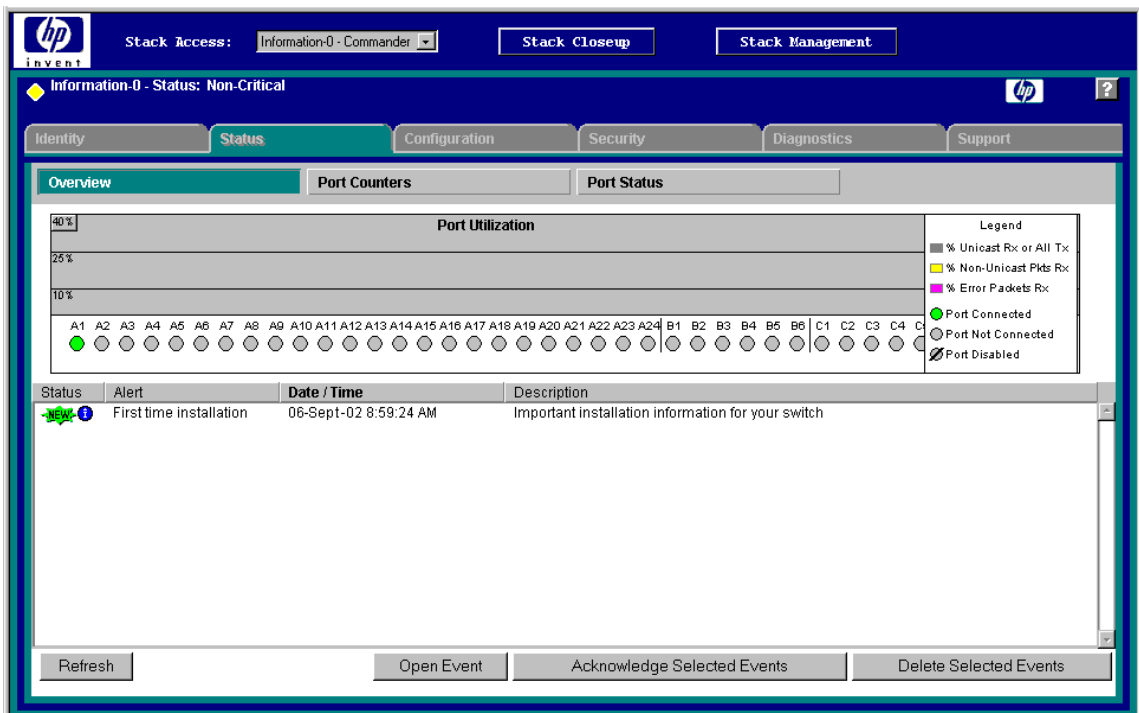 hp
invent
Stack Access: Information-0 - Commander Stack Closeup Stack Management
Information-0 - Status: Non-Critical hp ?
Identity Status Configuration Security Diagnostics Support
Overview Port Counters Port Status
40% Port Utilization
25%
10%
Legend
% Unicast Rx or All Tx
% Non-Unicast Pkts Rx
% Error Packets Rx
Port Connected
Port Not Connected
Port Disabled
A1 A2 A3 A4 A5 A6 A7 A8 A9 A10 A11 A12 A13 A14 A15 A16 A17 A18 A19 A20 A21 A22 A23 A24 B1 B2 B3 B4 B5 B6 C1 C2 C3 C4
Status Alert Date / Time Description
NEW i First time installation 06-Sept-02 8:59:24 AM Important installation information for your switch
Refresh Open Event Acknowledge Selected Events Delete Selected Events